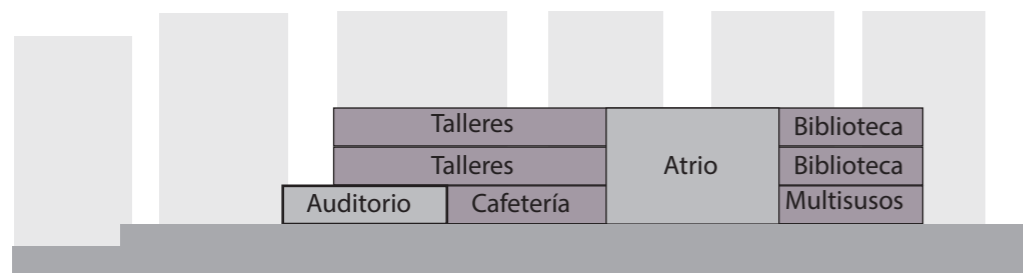 Talleres
Biblioteca
Talleres
Atrio
Biblioteca
Auditorio
Cafetería
Multisusos